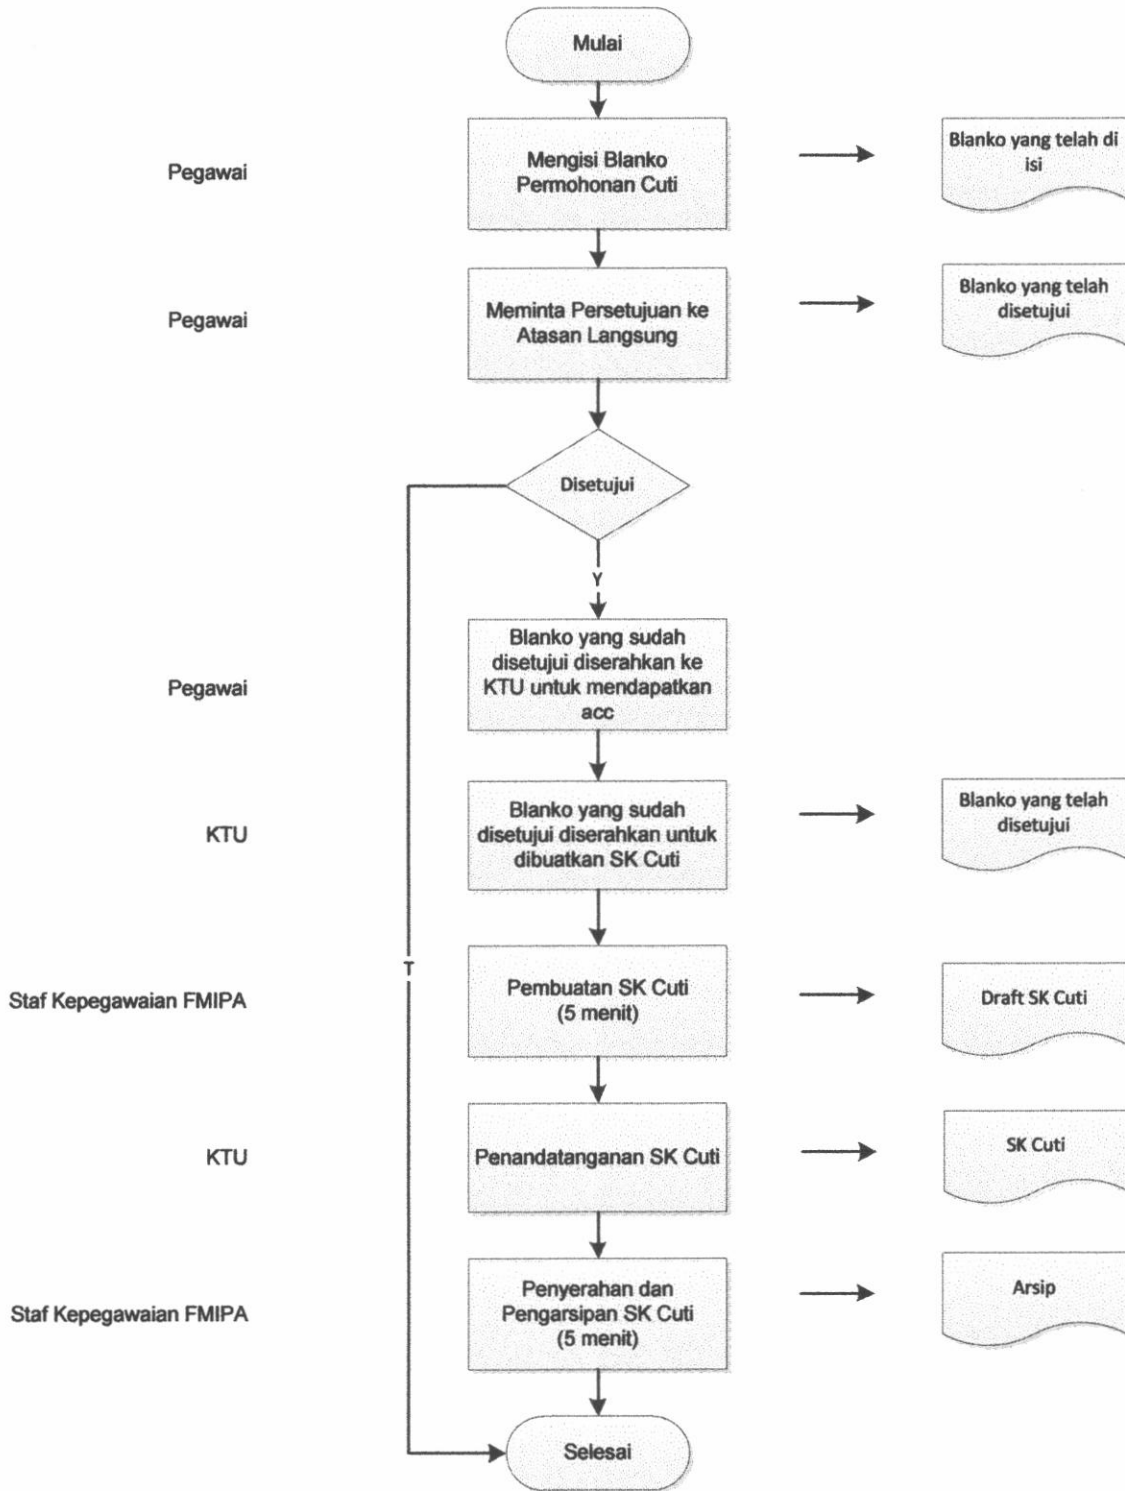 Mulai
Pegawai
Mengisi Blanko
Permohonan Cuti
Blanko yang telah di
isi
Pegawai
Meminta Persetujuan ke
Atasan Langsung
Blanko yang telah
disetujui
Disetujui
Y
Pegawai
Blanko yang sudah
disetujui diserahkan ke
KTU untuk mendapatkan
acc
KTU
Blanko yang sudah
disetujui diserahkan untuk
dibuatkan SK Cuti
Blanko yang telah
disetujui
T
Staf Kepegawaian FMIPA
Pembuatan SK Cuti
(5 menit)
Draft SK Cuti
KTU
Penandatanganan SK Cuti
SK Cuti
Staf Kepegawaian FMIPA
Penyerahan dan
Pengarsipan SK Cuti
(5 menit)
Arsip
Selesai